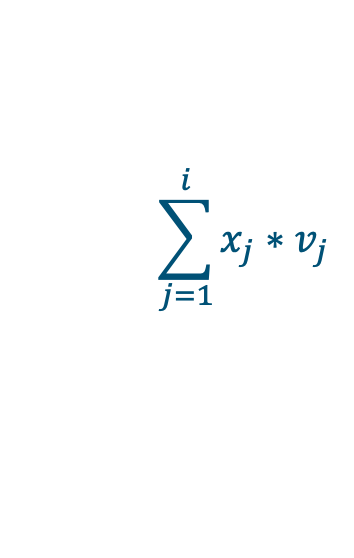 i
∑ x_j * v_j
j=1